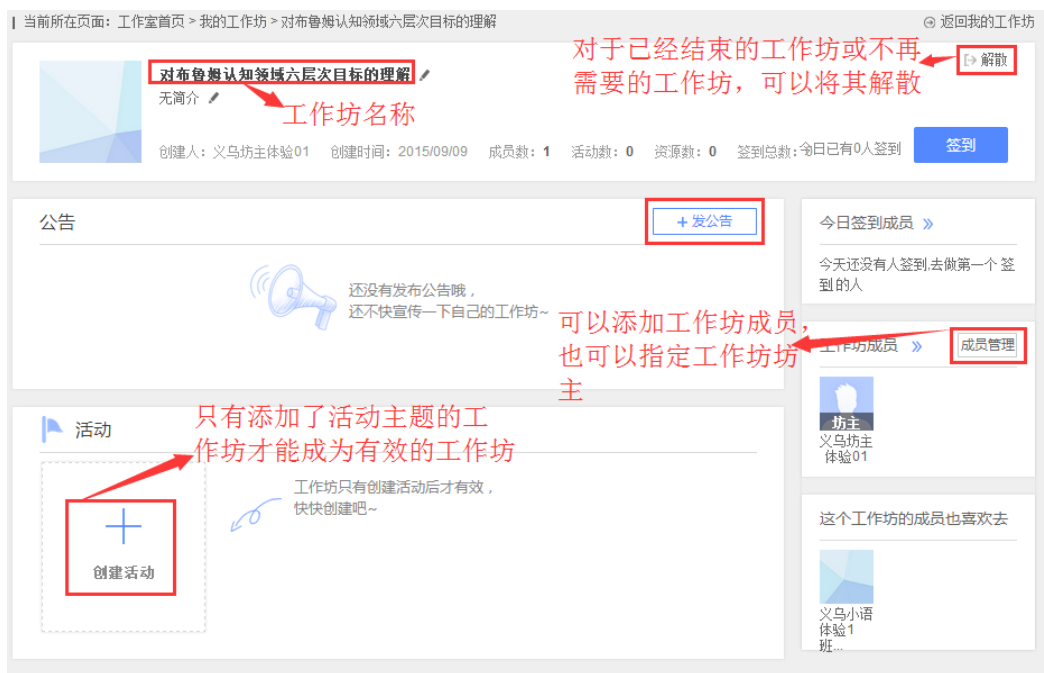 当前所在页面：工作室首页 > 我的工作坊 > 对布鲁姆认知领域六层次目标的理解
返回我的工作坊
对布鲁姆认知领域六层次目标的理解
无简介
工作坊名称
对于已经结束的工作坊或不再
需要的工作坊，可以将其解散
解散
创建人：义乌坊主体验01 创建时间：2015/09/09 成员数：1 活动数：0 资源数：0 签到总数：今日已有0人签到
签到
公告
+ 发公告
还没有发布公告哦，
还不快宣传一下自己的工作坊~
今日签到成员 »
今天还没有人签到,去做第一个 签
到的人
可以添加工作坊成员，
也可以指定工作坊坊
主
工作坊成员 »
成员管理
坊主
义乌坊主
体验01
活动
只有添加了活动主题的工
作坊才能成为有效的工作坊
工作坊只有创建活动后才有效，
快快创建吧~
创建活动
这个工作坊的成员也喜欢去
义乌小语
体验1
班...